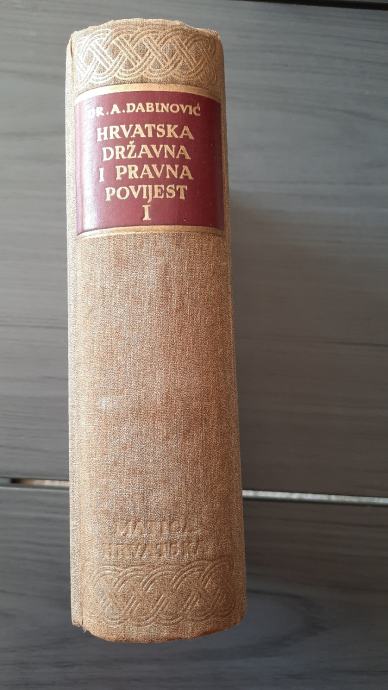 DR. A. DABINOVIĆ
HRVATSKA
DRŽAVNA
I PRAVNA
POVIJEST
I
MATICA
HRVATSKA